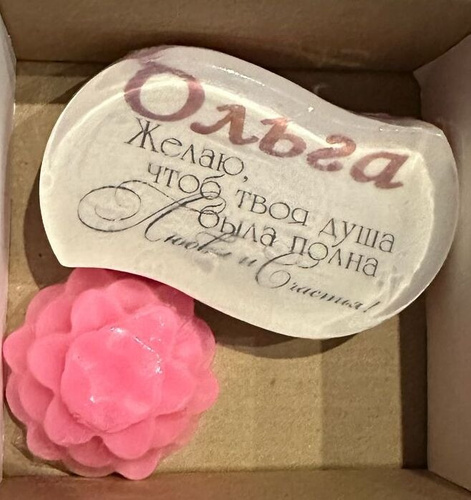 Ольга
Желаю,
чтоб твоя душа
была полна
Любви и Счастья!